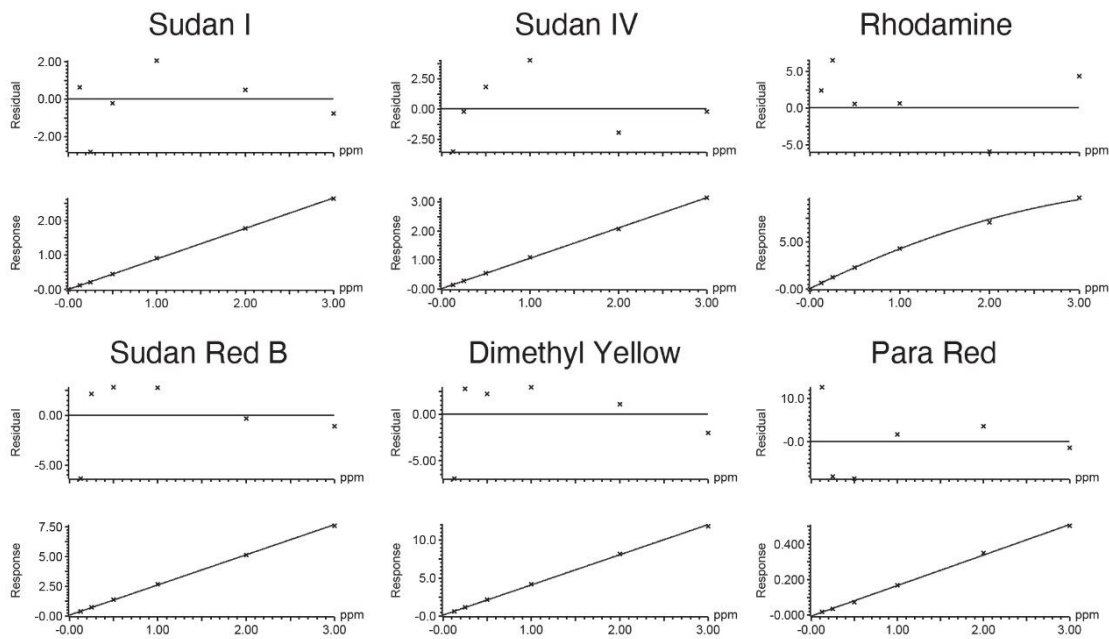 Sudan I
Residual
2.00
0.00
-2.00
ppm
Response
2.00
1.00
-0.00
-0.00
1.00
2.00
3.00
ppm
Sudan IV
Residual
2.50
0.00
-2.50
ppm
Response
3.00
2.00
1.00
-0.00
-0.00
1.00
2.00
3.00
ppm
Rhodamine
Residual
5.0
0.0
-5.0
ppm
Response
5.00
-0.00
-0.00
1.00
2.00
3.00
ppm
Sudan Red B
Residual
0.00
-5.00
ppm
Response
7.50
5.00
2.50
-0.00
-0.00
1.00
2.00
3.00
ppm
Dimethyl Yellow
Residual
0.00
-5.00
ppm
Response
10.0
5.0
-0.0
-0.00
1.00
2.00
3.00
ppm
Para Red
Residual
10.0
-0.0
ppm
Response
0.400
0.200
-0.000
-0.00
1.00
2.00
3.00
ppm